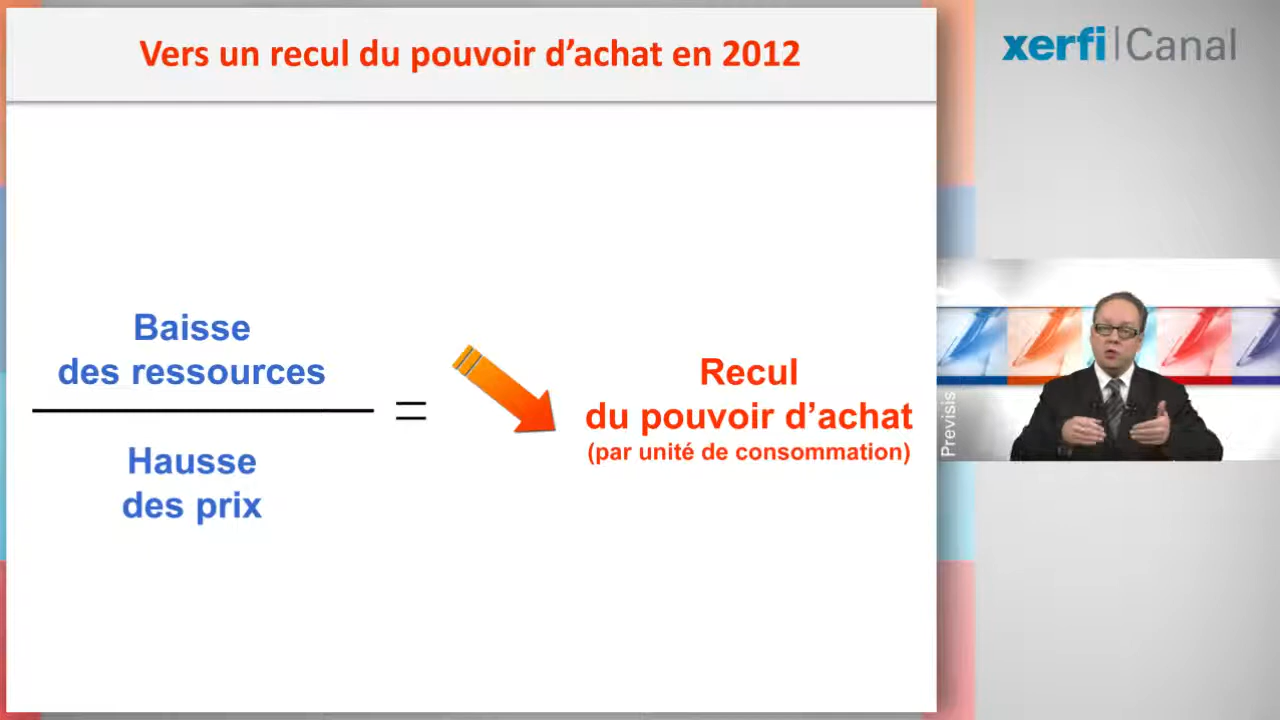 Vers un recul du pouvoir d’achat en 2012
xerfi Canal
Baisse
des ressources
Hausse
des prix
=
Recul
du pouvoir d’achat
(par unité de consommation)
Previsis